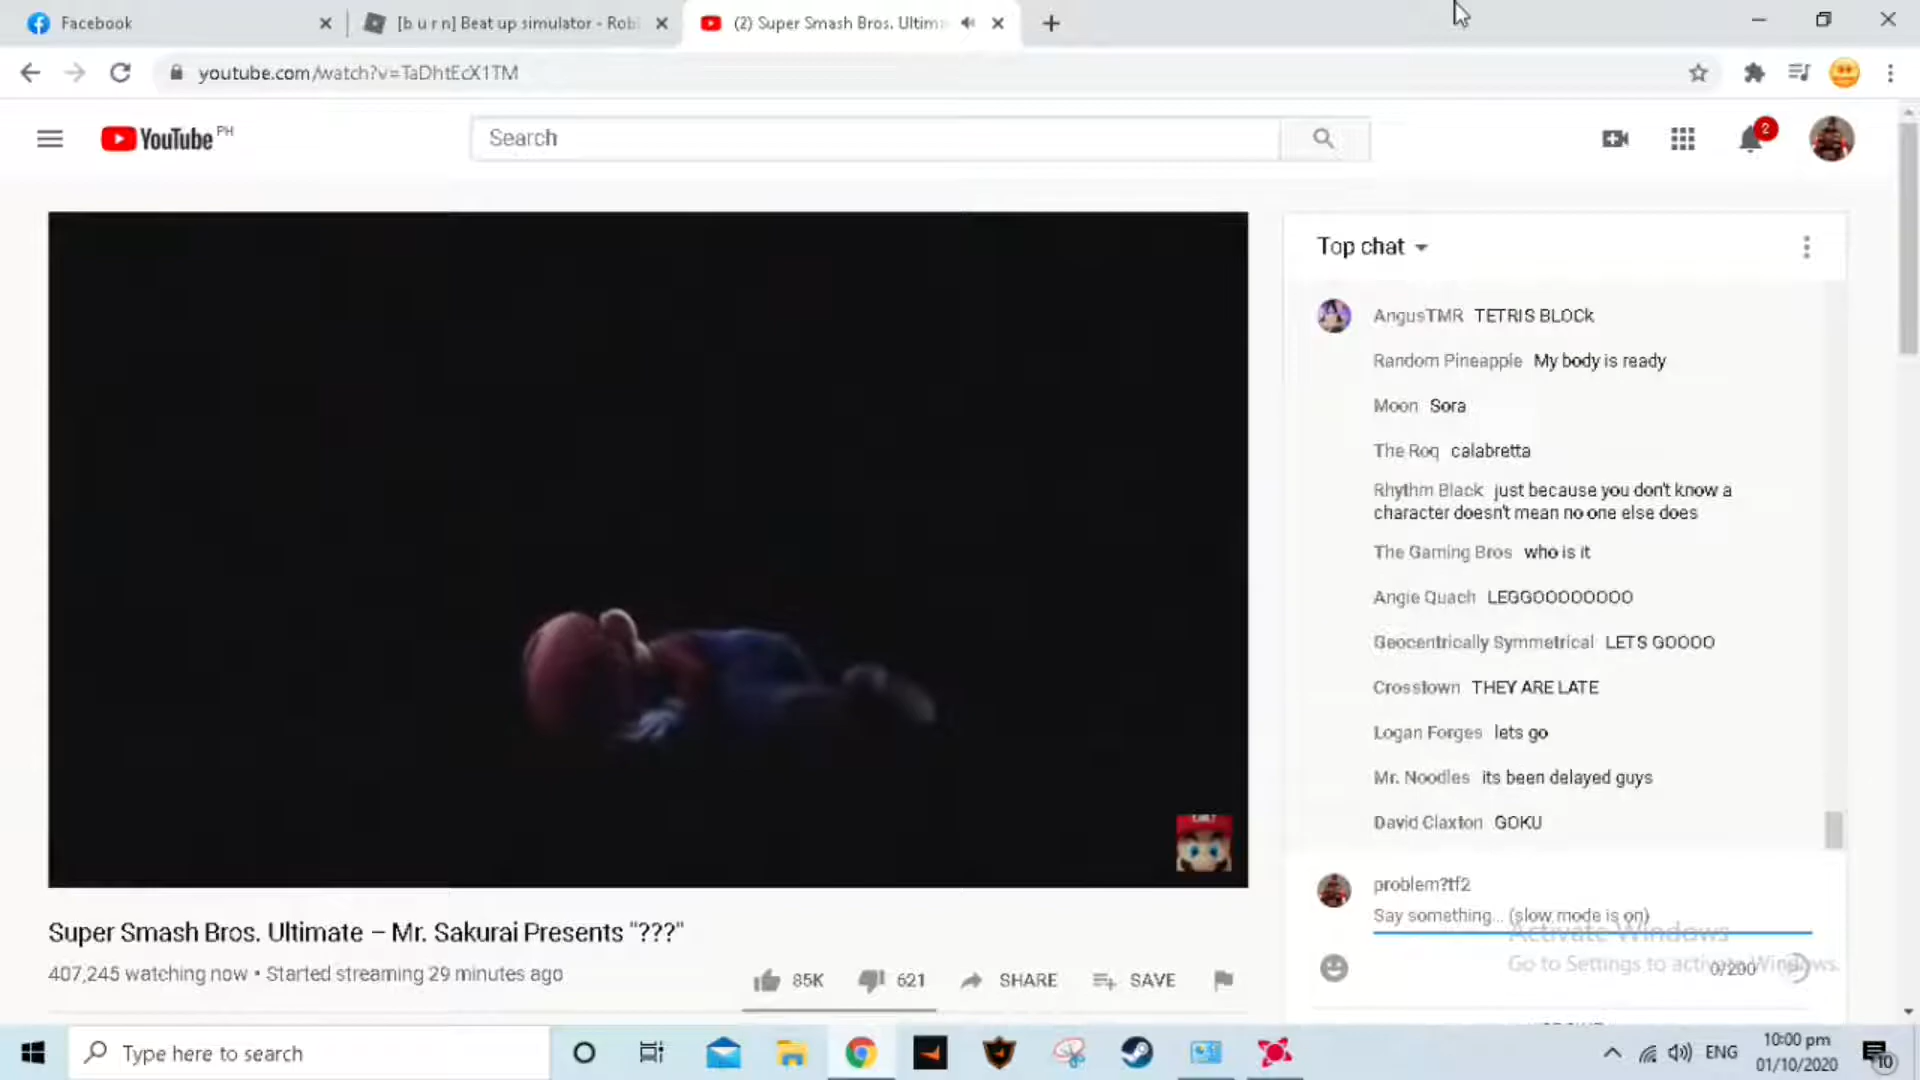 Facebook
[b u r n] Beat up simulator - Robl
(2) Super Smash Bros. Ultima
youtube.com/watch?v=TaDhtEcX1TM
YouTube PH
Search
2
Top chat
AngusTMR TETRIS BLOCk
Random Pineapple My body is ready
Moon Sora
The Roq calabretta
Rhythm Black just because you don't know a
character doesn't mean no one else does
The Gaming Bros who is it
Angie Quach LEGGOOOOOOOO
Geocentrically Symmetrical LETS GOOOO
Crosstown THEY ARE LATE
Logan Forges lets go
Mr. Noodles its been delayed guys
David Claxton GOKU
problem?tf2
Say something... (slow mode is on)
Activate Windows
Go to Settings to activate Windows.
0/200
Super Smash Bros. Ultimate – Mr. Sakurai Presents "???"
407,245 watching now • Started streaming 29 minutes ago
85K
621
SHARE
SAVE
Type here to search
ENG
10:00 pm
01/10/2020
10